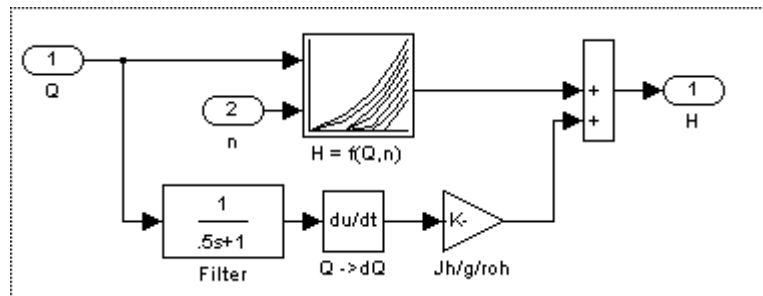 1
Q
2
n
H = f(Q,n)
+
+
1
H
1
.5s+1
Filter
du/dt
Q ->dQ
K-
Jh/g/roh